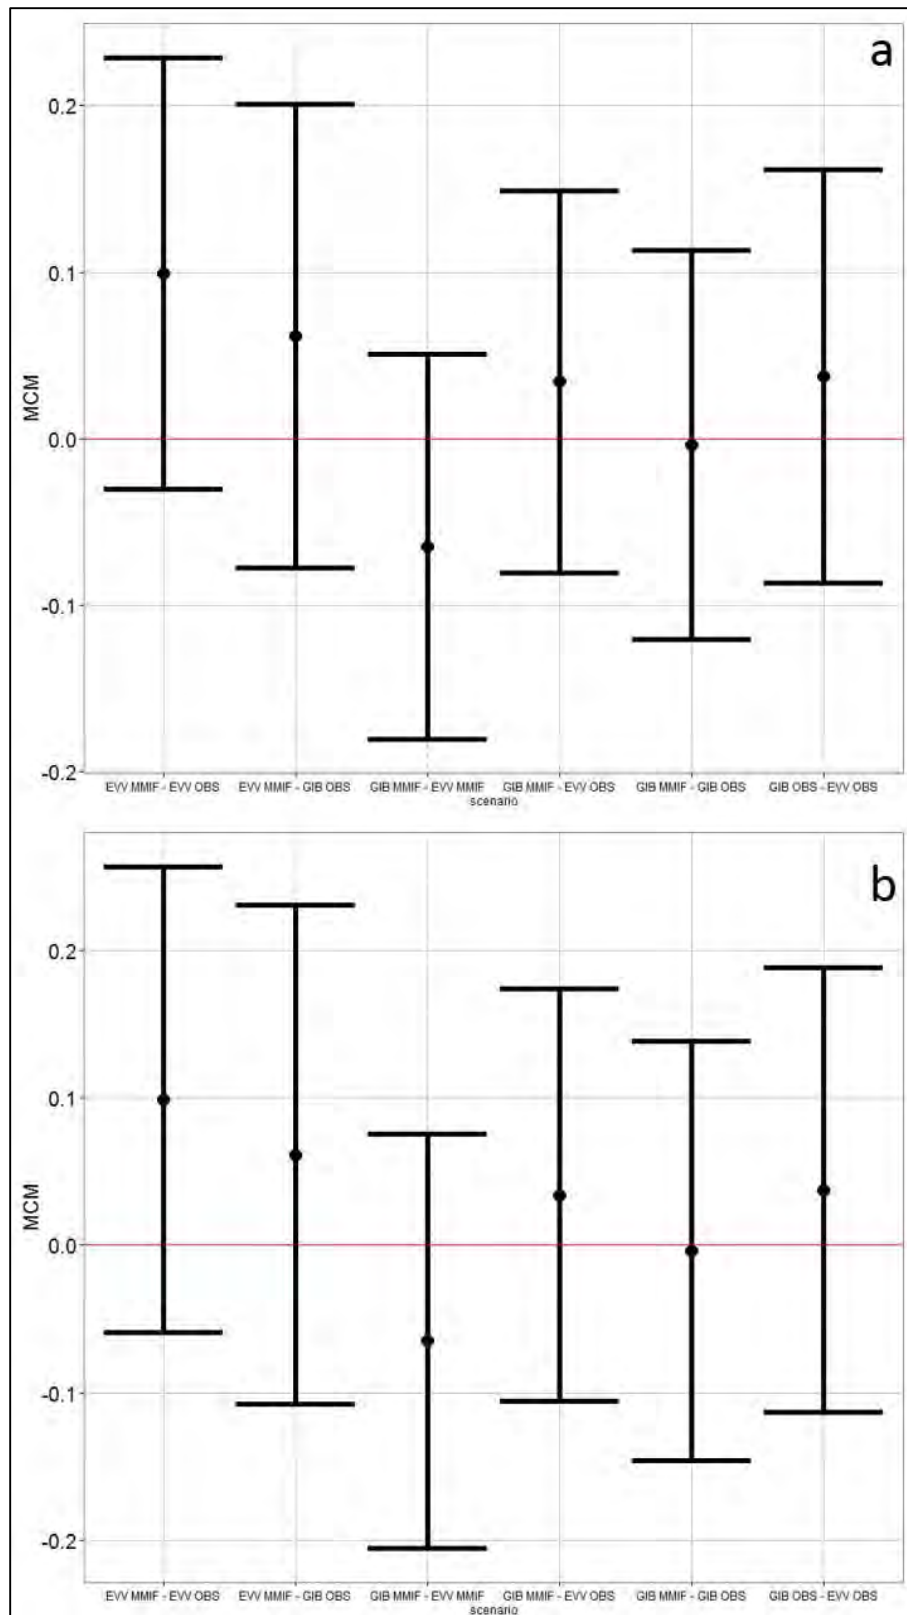 a
0.2
0.1
MCM
0.0
-0.1
-0.2
EVV MMIF - EVV OBS EVV MMIF - GIB OBS GIB MMIF - EVV MMIF GIB MMIF - EVV OBS GIB MMIF - GIB OBS GIB OBS - EVV OBS
scenario
b
0.2
0.1
MCM
0.0
-0.1
-0.2
EVV MMIF - EVV OBS EVV MMIF - GIB OBS GIB MMIF - EVV MMIF GIB MMIF - EVV OBS GIB MMIF - GIB OBS GIB OBS - EVV OBS
scenario